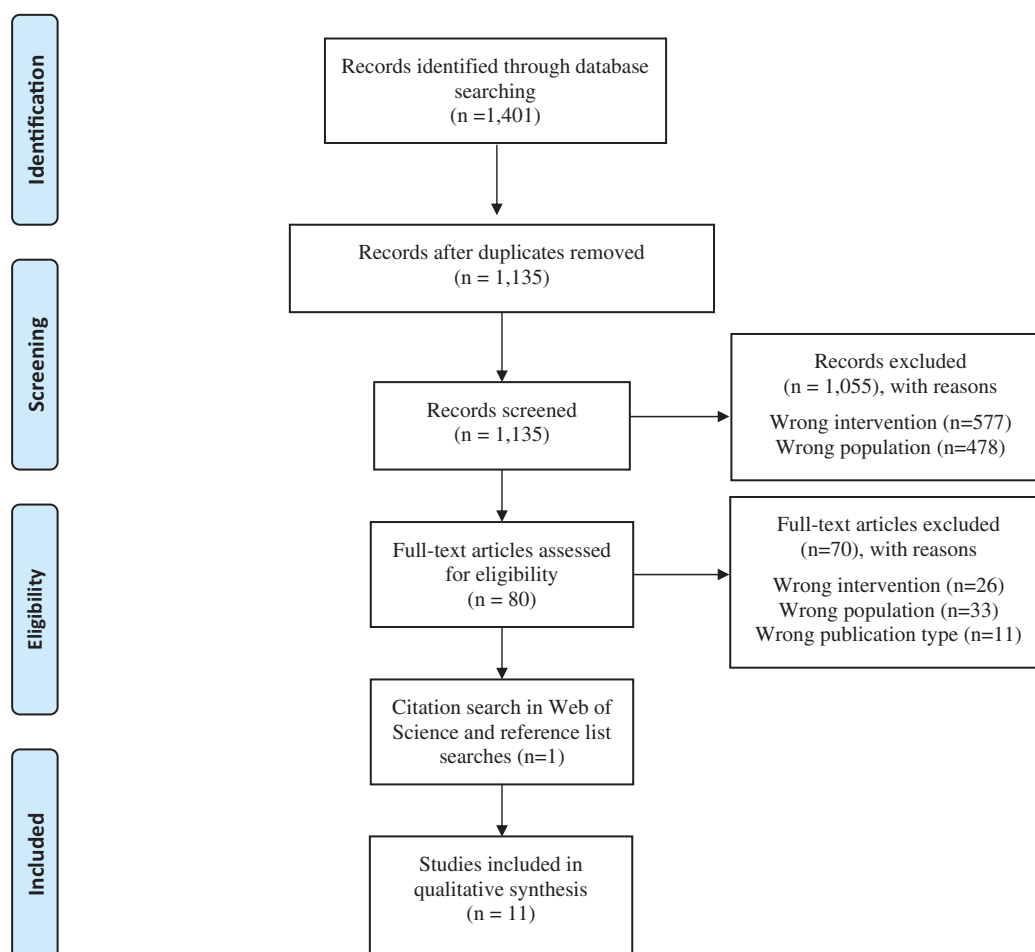 Identification
Records identified through database
searching
(n =1,401)
Records after duplicates removed
(n = 1,135)
Screening
Records screened
(n = 1,135)
Records excluded
(n = 1,055), with reasons
Wrong intervention (n=577)
Wrong population (n=478)
Eligibility
Full-text articles assessed
for eligibility
(n = 80)
Full-text articles excluded
(n=70), with reasons
Wrong intervention (n=26)
Wrong population (n=33)
Wrong publication type (n=11)
Citation search in Web of
Science and reference list
searches (n=1)
Included
Studies included in
qualitative synthesis
(n = 11)